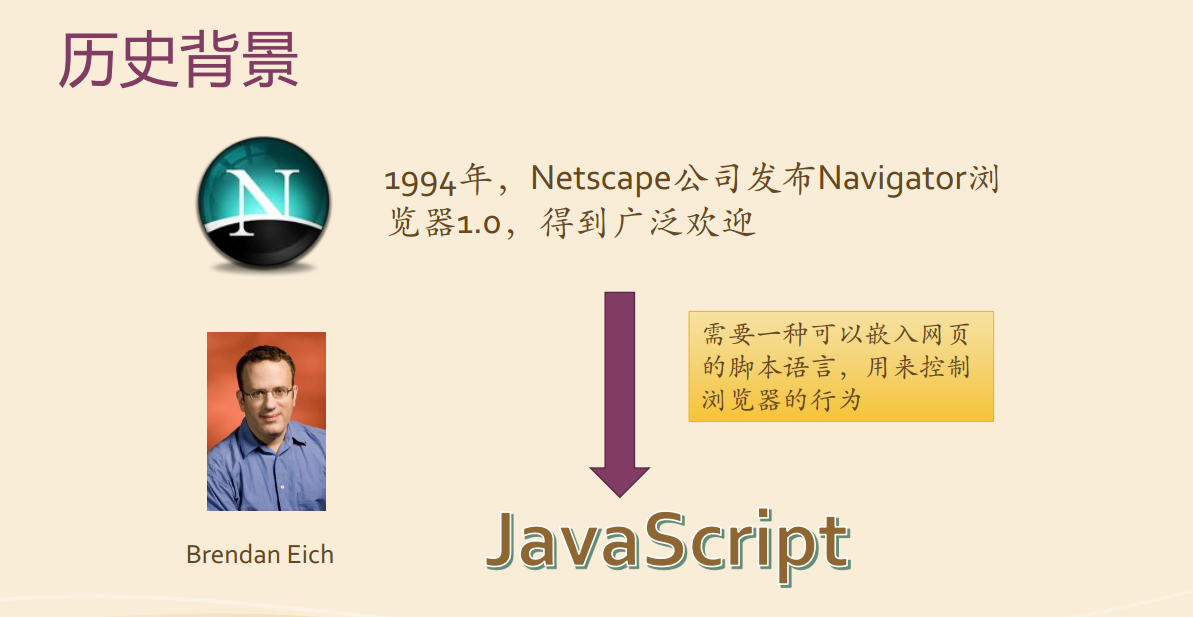 历史背景
N
1994年，Netscape公司发布Navigator浏
览器1.0，得到广泛欢迎
需要一种可以嵌入网页
的脚本语言，用来控制
浏览器的行为
Brendan Eich
JavaScript